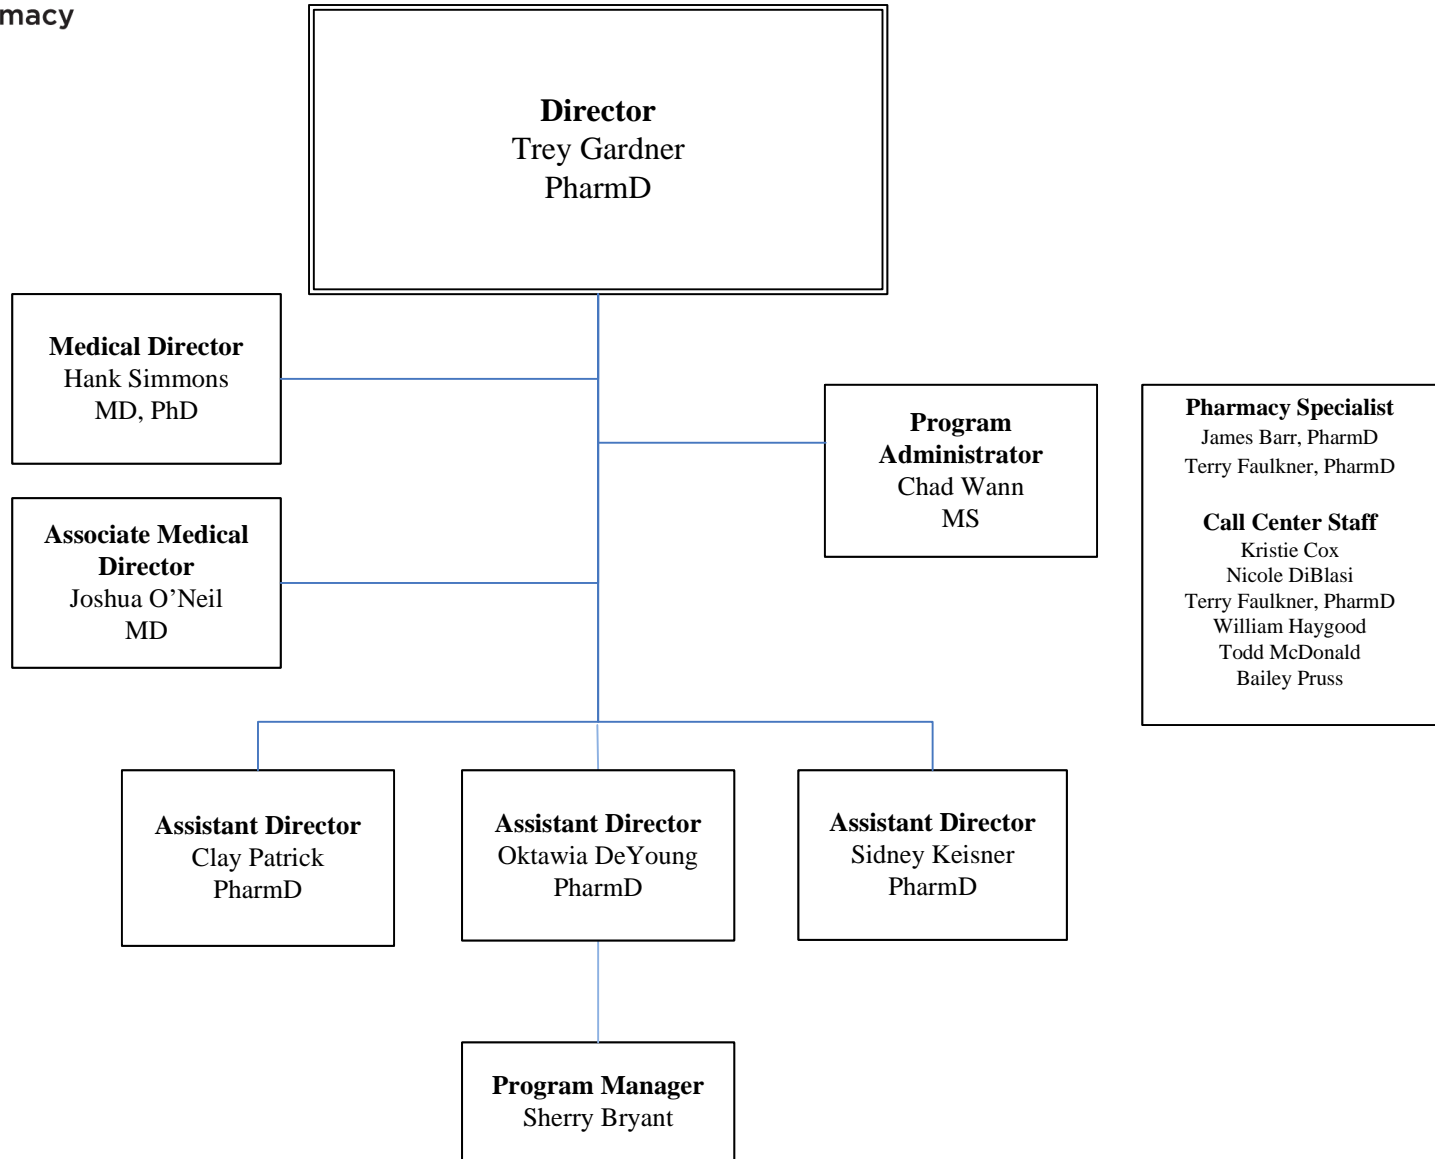 macy
Director
Trey Gardner
PharmD
Medical Director
Hank Simmons
MD, PhD
Program
Administrator
Chad Wann
MS
Pharmacy Specialist
James Barr, PharmD
Terry Faulkner, PharmD
Call Center Staff
Kristie Cox
Nicole DiBlasi
Terry Faulkner, PharmD
William Haygood
Todd McDonald
Bailey Pruss
Associate Medical
Director
Joshua O’Neil
MD
Assistant Director
Clay Patrick
PharmD
Assistant Director
Oktawia DeYoung
PharmD
Assistant Director
Sidney Keisner
PharmD
Program Manager
Sherry Bryant